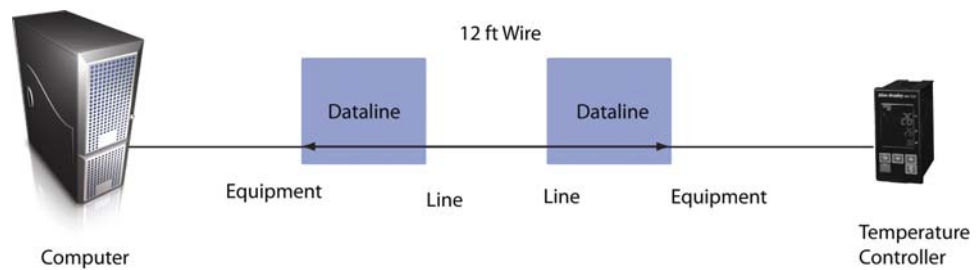 12 ft Wire
Dataline
Dataline
Equipment
Line
Line
Equipment
Computer
Temperature
Controller